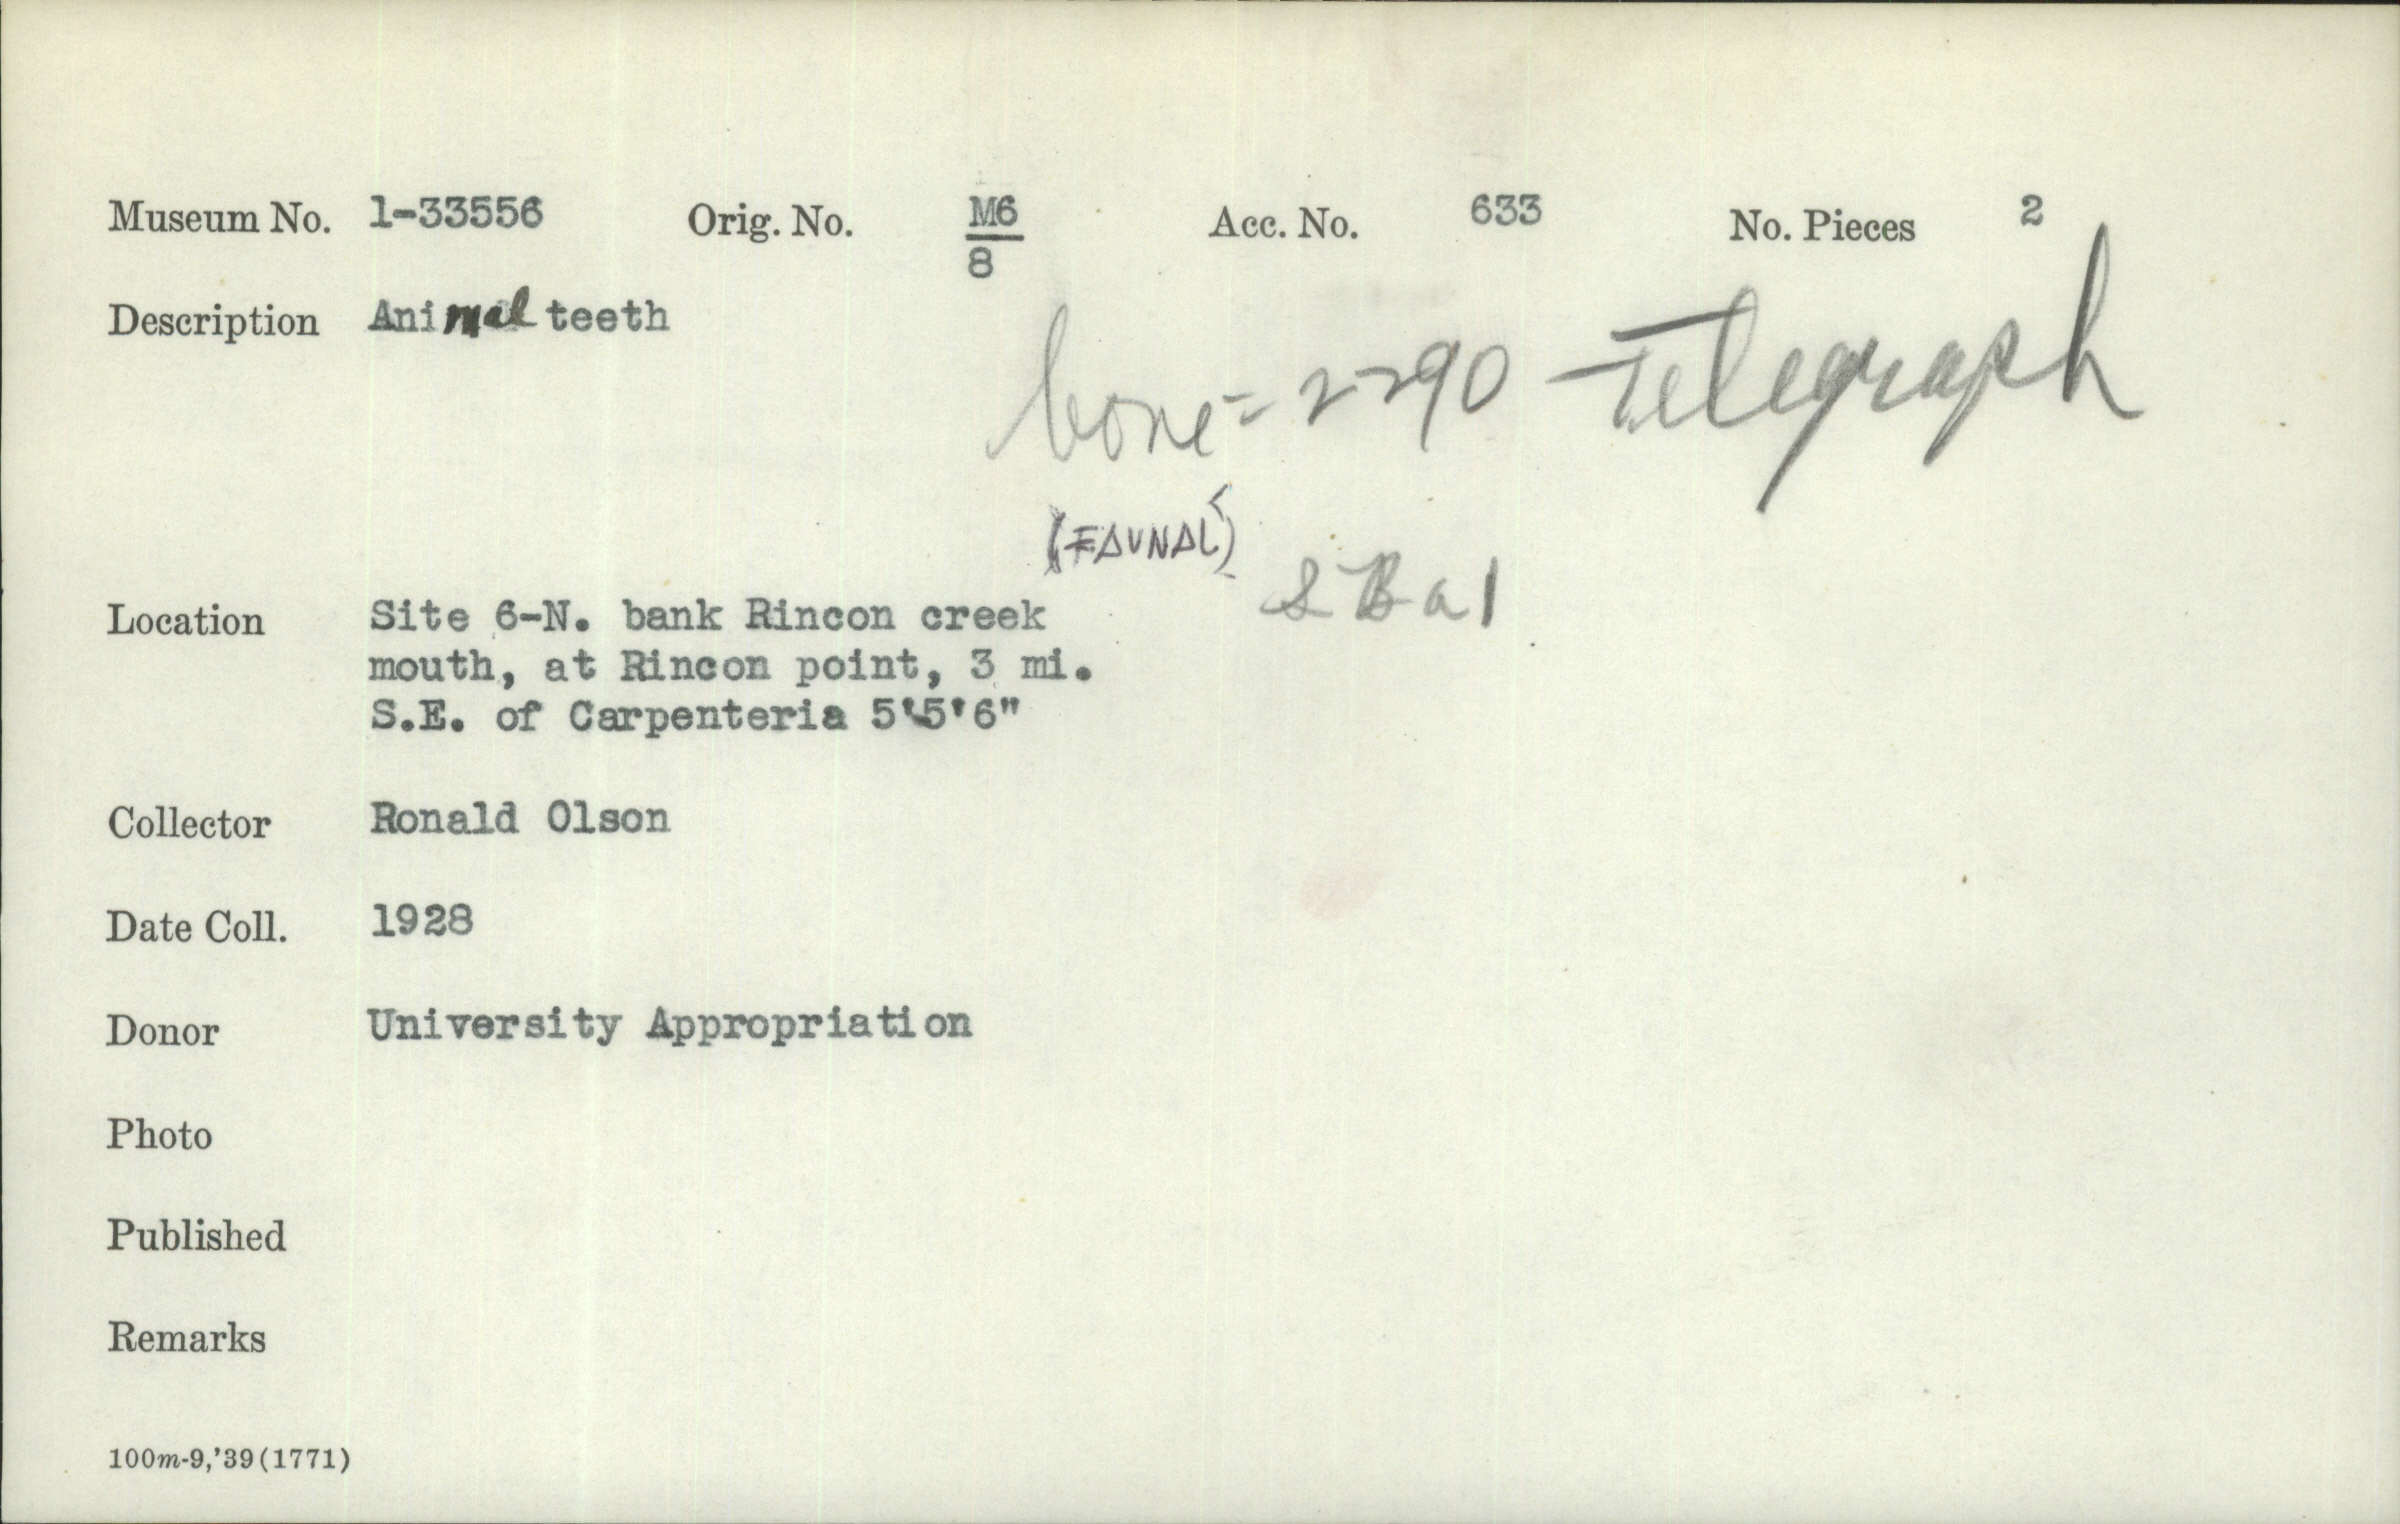 Museum No. 1-33556 Orig. No. M6/8 Acc. No. 633 No. Pieces 2
Description Animal teeth
bone = 2-290 - Telegraph
(FAUNAL)
SBa1
Location Site 6-N. bank Rincon creek
mouth, at Rincon point, 3 mi.
S.E. of Carpenteria 5'5'6"
Collector Ronald Olson
Date Coll. 1928
Donor University Appropriation
Photo
Published
Remarks
100m-9,'39(1771)